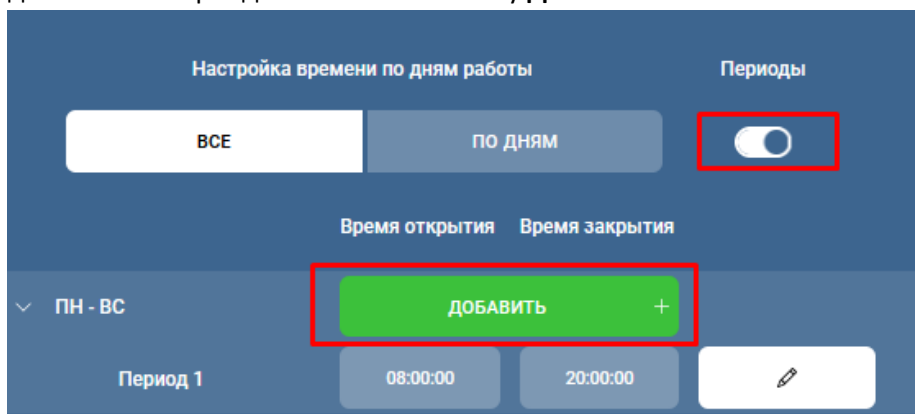 Настройка времени по дням работы Периоды
ВСЕ ПО ДНЯМ
Время открытия Время закрытия
ПН - ВС ДОБАВИТЬ +
Период 1 08:00:00 20:00:00